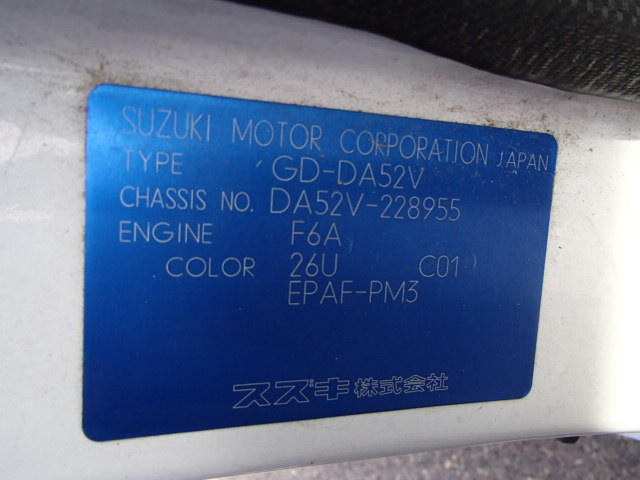 SUZUKI MOTOR CORPORATION JAPAN
TYPE GD-DA52V
CHASSIS NO. DA52V-228955
ENGINE F6A
COLOR 26U C01
EPAF-PM3
スズキ株式会社